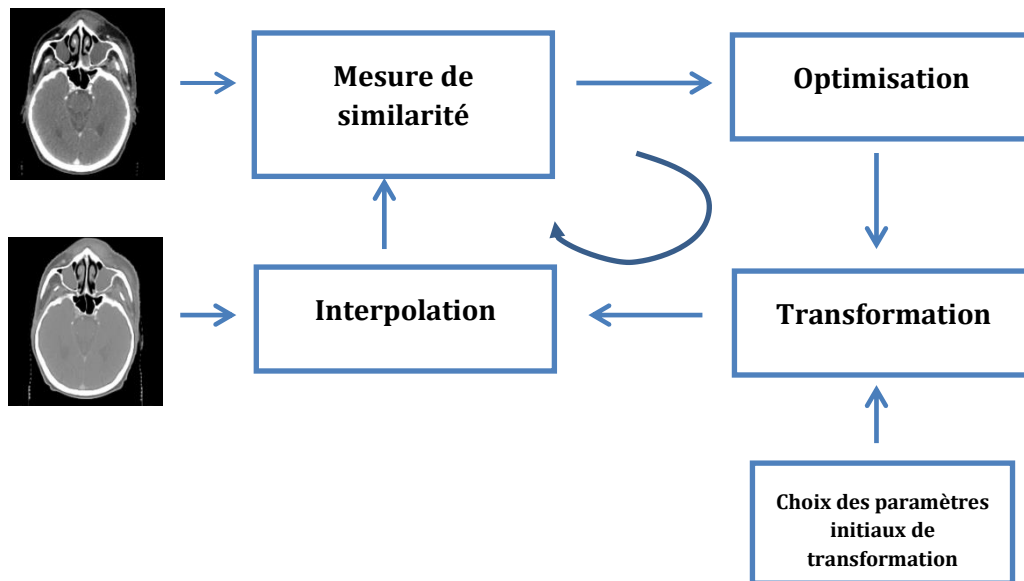 Mesure de
similarité
Optimisation
Interpolation
Transformation
Choix des paramètres
initiaux de
transformation